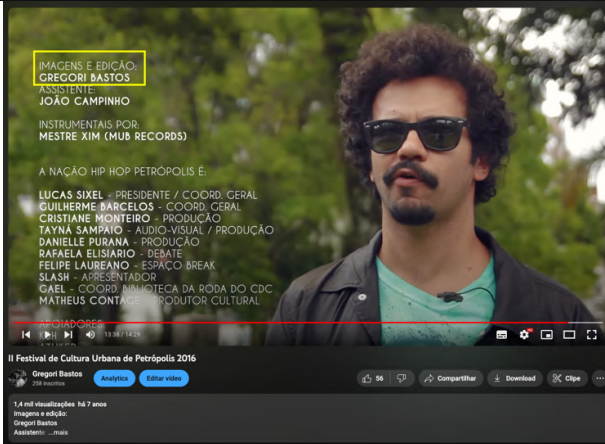 IMAGENS E EDIÇÃO:
GREGORI BASTOS
ASSISTENTE:
JOÃO CAMPINHO
INSTRUMENTAIS POR:
MESTRE XIM (MUB RECORDS)
A NAÇÃO HIP HOP PETRÓPOLIS É:
LUCAS SIXEL - PRESIDENTE / COORD. GERAL
GUILHERME BARCELOS - COORD. GERAL
CRISTIANE MONTEIRO - PRODUÇÃO
TAYNÁ SAMPAIO - AUDIO-VISUAL / PRODUÇÃO
DANIELLE PURANA - PRODUÇÃO
RAFAELA ELISIARIO - DEBATE
FELIPE LAUREANO - ESPAÇO BREAK
SLASH - APRESENTADOR
GAEL - COORD. BIBLIOTECA DA RODA DO CDC
MATHEUS CONTAGE - PRODUTOR CULTURAL
APOIADORES:
13:38 / 14:29
II Festival de Cultura Urbana de Petrópolis 2016
Gregori Bastos
258 inscritos
Analytics
Editar vídeo
56
Compartilhar
Download
Clipe
1,4 mil visualizações há 7 anos
Imagens e edição:
Gregori Bastos
Assistente ...mais